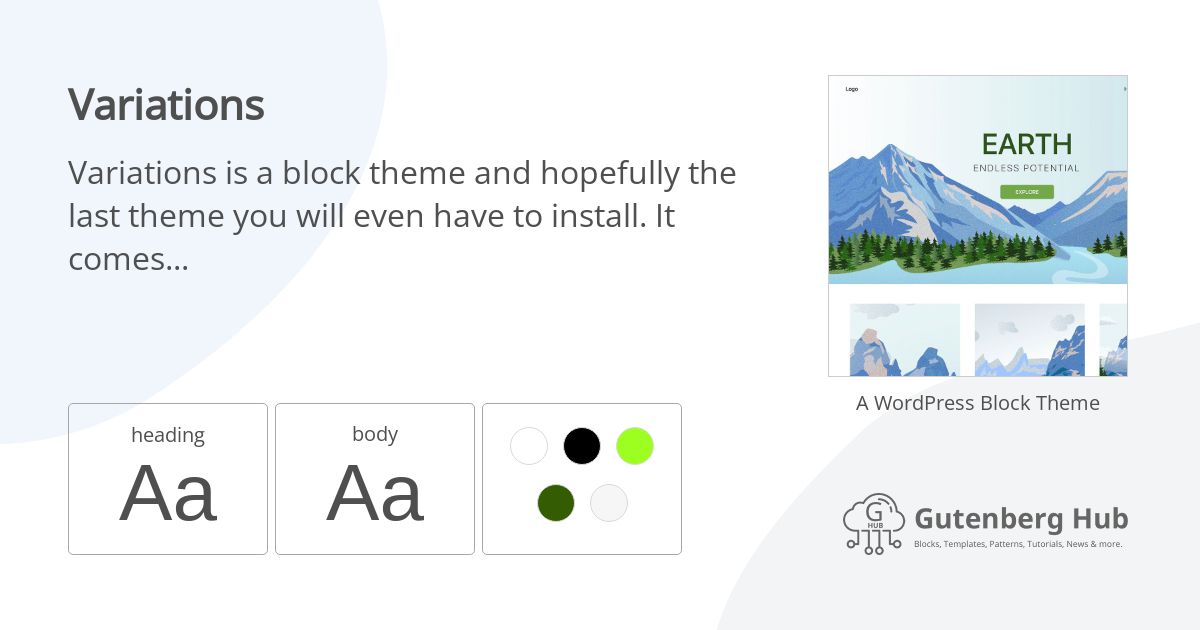 Variations
Variations is a block theme and hopefully the
last theme you will even have to install. It
comes...
heading
Aa
body
Aa
Logo
EARTH
ENDLESS POTENTIAL
EXPLORE
A WordPress Block Theme
G
HUB
Gutenberg Hub
Blocks, Templates, Patterns, Tutorials, News & more.